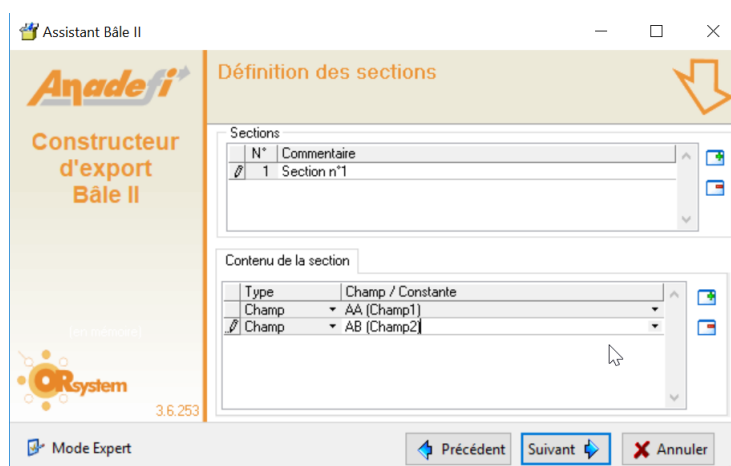 Assistant Bâle II
Anadefi
Définition des sections
Constructeur
d'export
Bâle II
Sections
N° Commentaire
1 Section n°1
Contenu de la section
Type Champ / Constante
Champ AA (Champ1)
Champ AB (Champ2)
ORsystem
3.6.253
Mode Expert Précédent Suivant Annuler